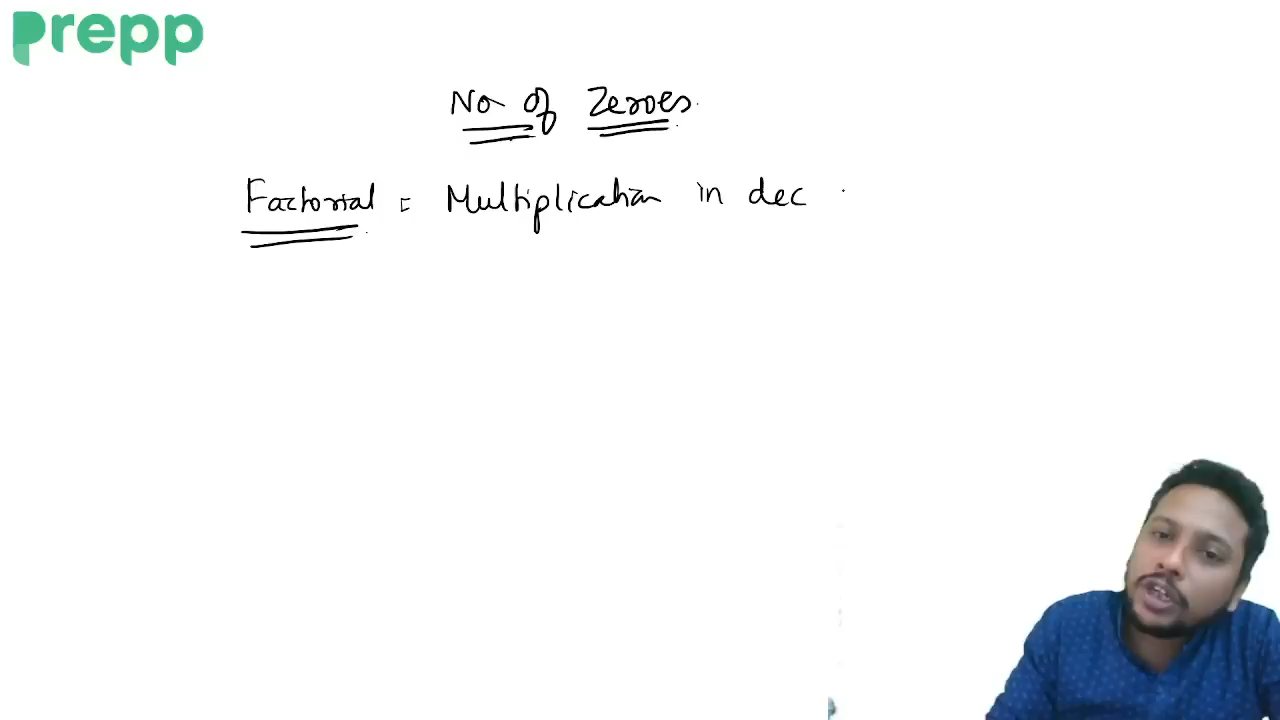 Prepp
No of Zeroes.
Factorial = Multiplication in dec